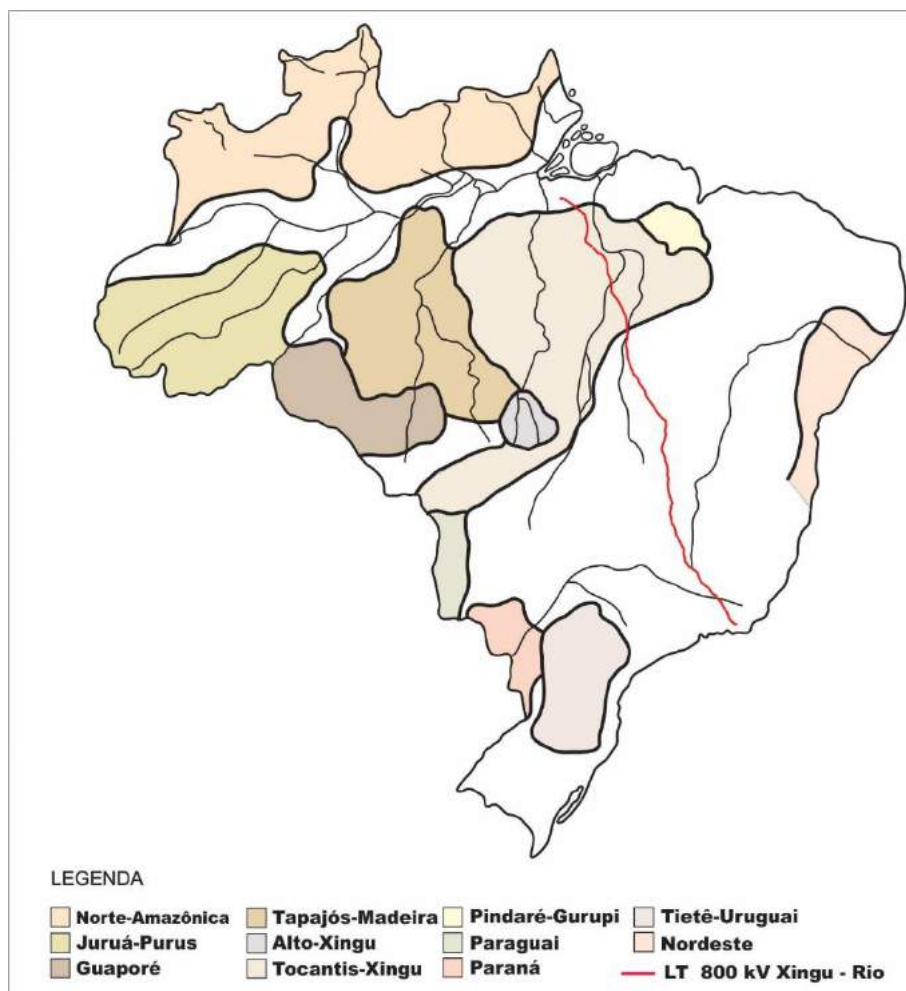 LEGENDA
Norte-Amazônica Tapajós-Madeira Pindaré-Gurupi Tietê-Uruguai
Juruá-Purus Alto-Xingu Paraguai Nordeste
Guaporé Tocantis-Xingu Paraná LT 800 kV Xingu - Rio